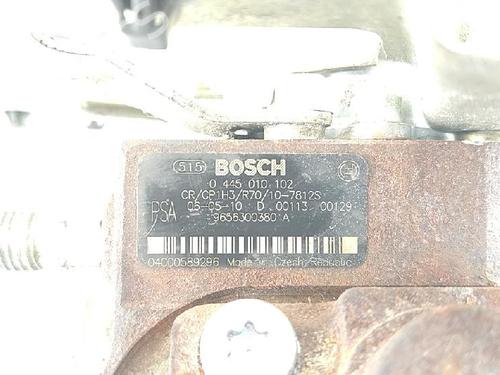 515 BOSCH
0 445 010 102
CR/CP1H3/R70/10-7812S
PSA 05-05-10 D 00113 00129
9656300380 A
04000589296 Made in Czech Republic